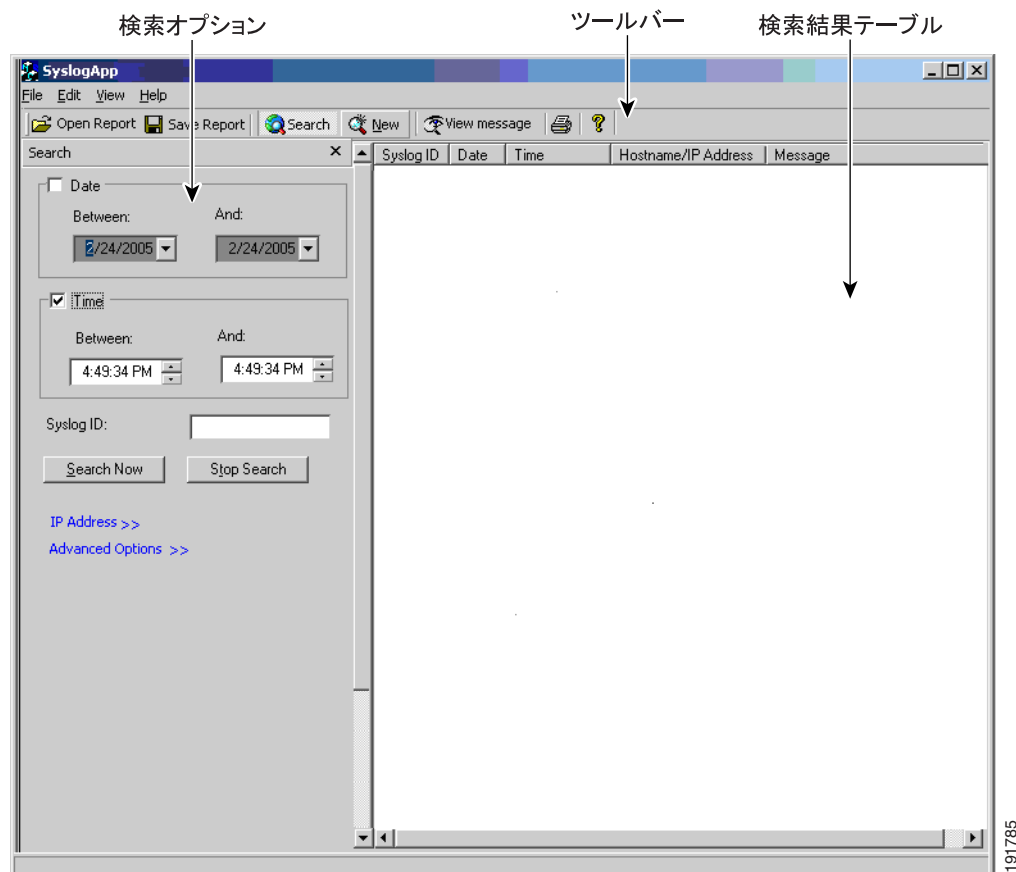 検索オプション
ツールバー
検索結果テーブル
SyslogApp
File Edit View Help
Open Report Save Report Search New View message
Search
Syslog ID Date Time Hostname/IP Address Message
Date
Between: And:
2/24/2005 2/24/2005
Time
Between: And:
4:49:34 PM 4:49:34 PM
Syslog ID:
Search Now Stop Search
IP Address >>
Advanced Options >>
191785